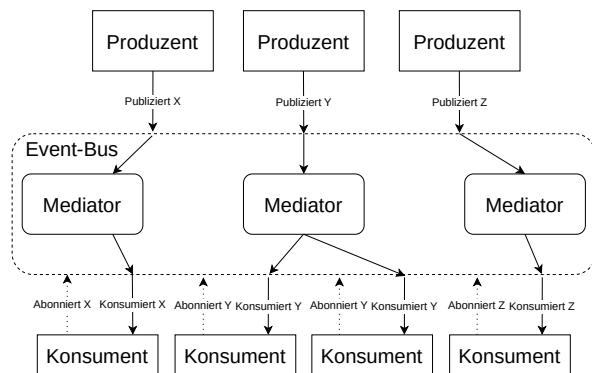 Produzent
Produzent
Produzent
Publiziert X
Publiziert Y
Publiziert Z
Event-Bus
Mediator
Mediator
Mediator
Abonniert X
Konsumiert X
Abonniert Y
Konsumiert Y
Abonniert Y
Konsumiert Y
Abonniert Z
Konsumiert Z
Konsument
Konsument
Konsument
Konsument